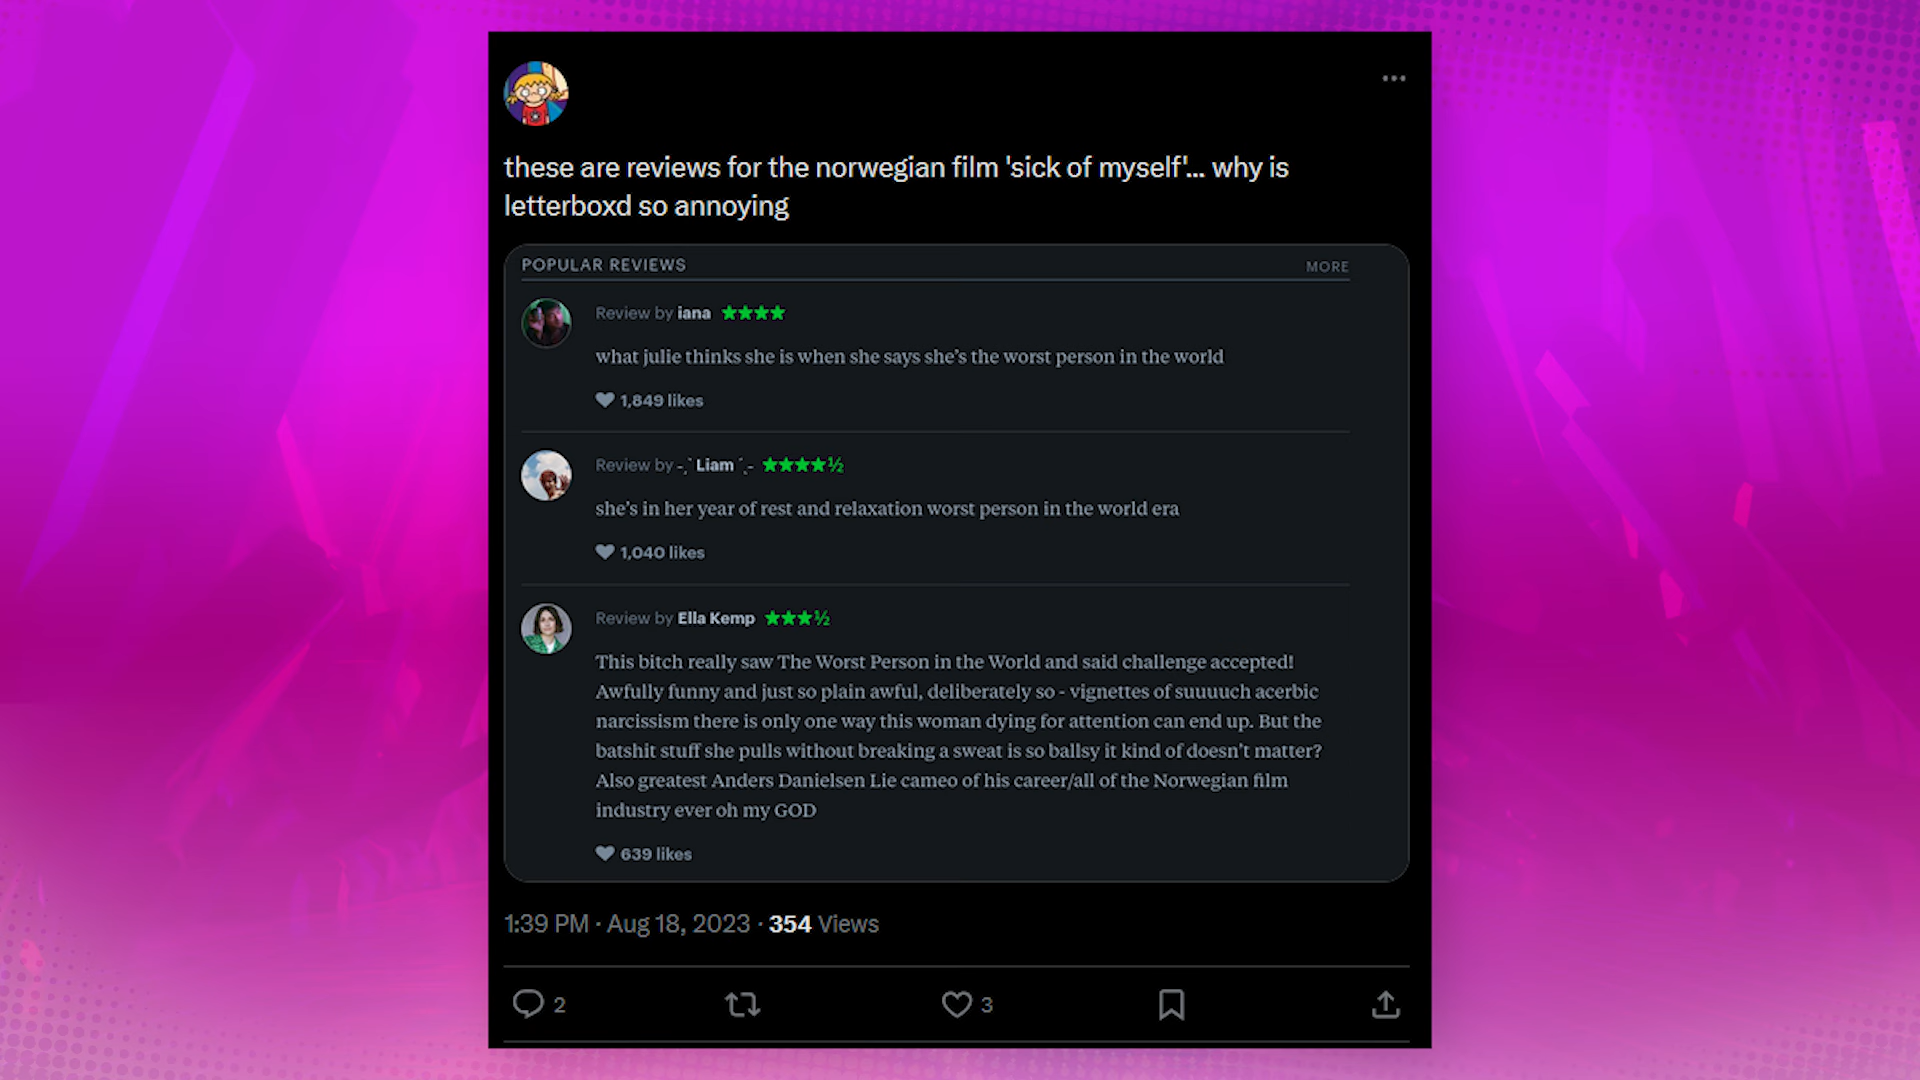 these are reviews for the norwegian film 'sick of myself'... why is
letterboxd so annoying
POPULAR REVIEWS
MORE
Review by iana ★★★★
what julie thinks she is when she says she's the worst person in the world
1,849 likes
Review by -ˏˋ Liam ˊˎ- ★★★★½
she's in her year of rest and relaxation worst person in the world era
1,040 likes
Review by Ella Kemp ★★★½
This bitch really saw The Worst Person in the World and said challenge accepted!
Awfully funny and just so plain awful, deliberately so - vignettes of suuuuch acerbic
narcissism there is only one way this woman dying for attention can end up. But the
batshit stuff she pulls without breaking a sweat is so ballsy it kind of doesn't matter?
Also greatest Anders Danielsen Lie cameo of his career/all of the Norwegian film
industry ever oh my GOD
639 likes
1:39 PM · Aug 18, 2023 · 354 Views
2
3